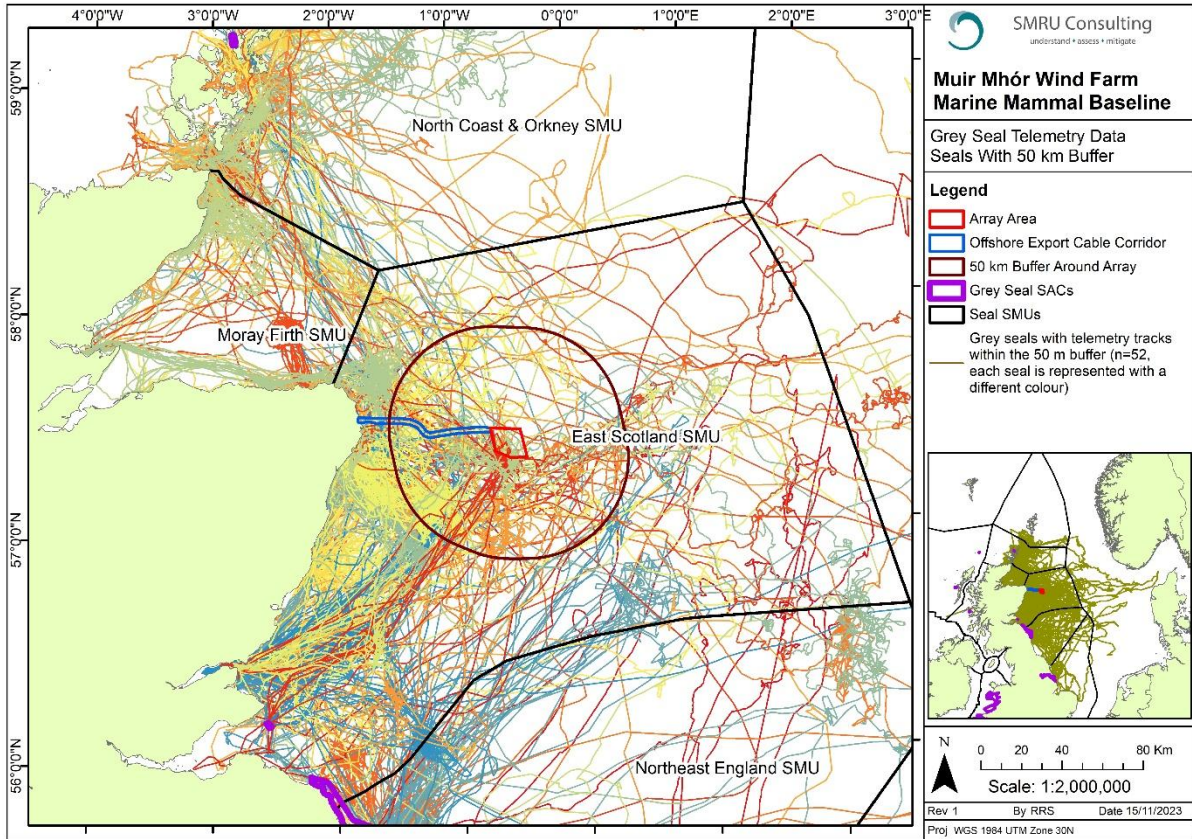 4°0'0"W 3°0'0"W 2°0'0"W 1°0'0"W 0°0'0"E 1°0'0"E 2°0'0"E 3°0'0"E
59°0'0"N
58°0'0"N
57°0'0"N
56°0'0"N
North Coast & Orkney SMU
Moray Firth SMU
East Scotland SMU
Northeast England SMU
SMRU Consulting
understand • assess • mitigate
Muir Mhór Wind Farm
Marine Mammal Baseline
Grey Seal Telemetry Data
Seals With 50 km Buffer
Legend
Array Area
Offshore Export Cable Corridor
50 km Buffer Around Array
Grey Seal SACs
Seal SMUs
Grey seals with telemetry tracks
within the 50 m buffer (n=52,
each seal is represented with a
different colour)
N
0 20 40 80 Km
Scale: 1:2,000,000
Rev 1 By RRS Date 15/11/2023
Proj WGS 1984 UTM Zone 30N